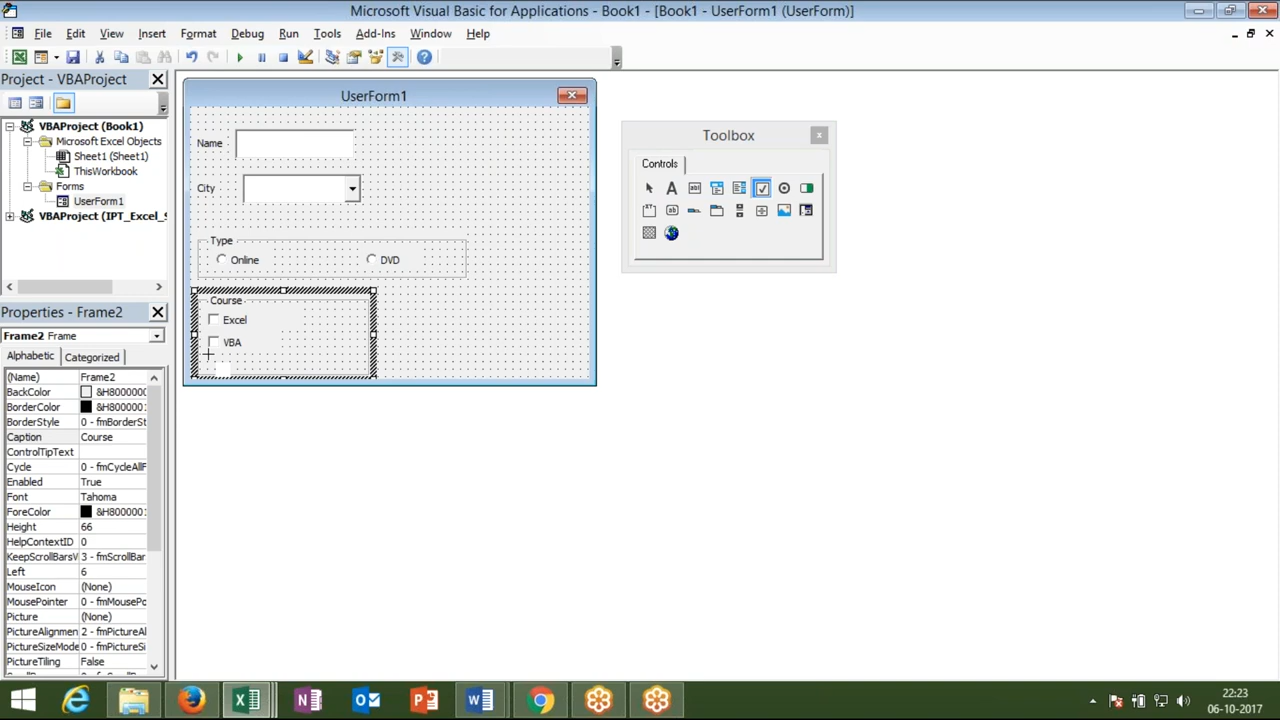 Microsoft Visual Basic for Applications - Book1 - [Book1 - UserForm1 (UserForm)]
File Edit View Insert Format Debug Run Tools Add-Ins Window Help
Project - VBAProject
VBAProject (Book1)
Microsoft Excel Objects
Sheet1 (Sheet1)
ThisWorkbook
Forms
UserForm1
VBAProject (IPT_Excel_S
Properties - Frame2
Frame2 Frame
Alphabetic Categorized
(Name) Frame2
BackColor &H8000000
BorderColor &H8000001
BorderStyle 0 - fmBorderSt
Caption Course
ControlTipText
Cycle 0 - fmCycleAllF
Enabled True
Font Tahoma
ForeColor &H8000001
Height 66
HelpContextID 0
KeepScrollBarsV 3 - fmScrollBar
Left 6
MouseIcon (None)
MousePointer 0 - fmMousePo
Picture (None)
PictureAlignmen 2 - fmPictureAl
PictureSizeMode 0 - fmPictureSi
PictureTiling False
UserForm1
Name
City
Type
Online DVD
Course
Excel
VBA
Toolbox
Controls
22:23
06-10-2017